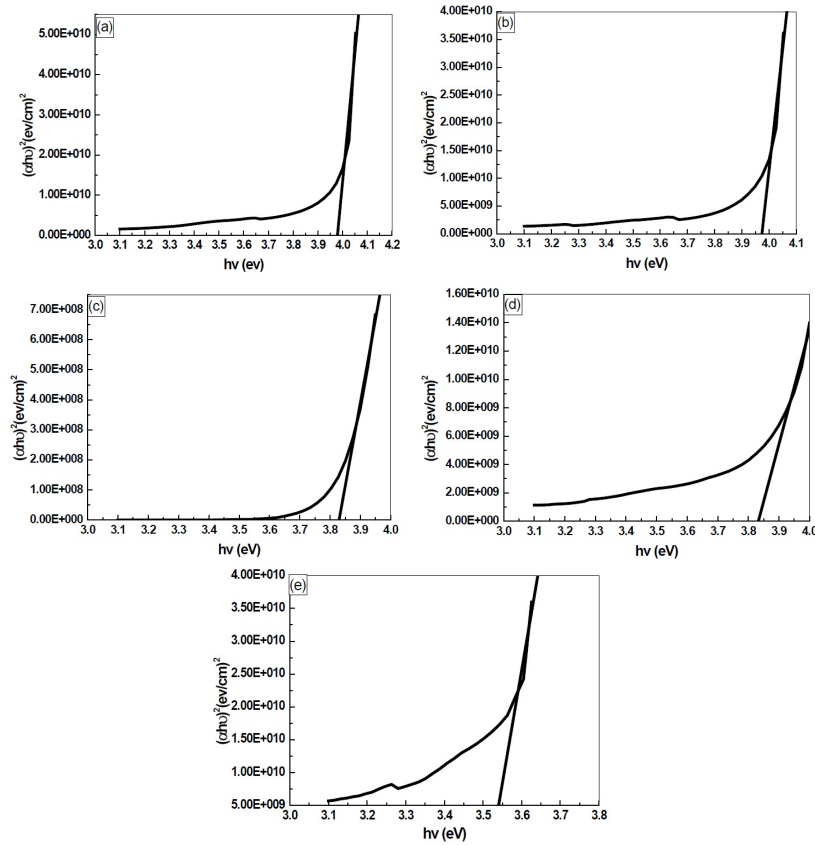 (a)
5.00E+010
4.00E+010
3.00E+010
2.00E+010
1.00E+010
0.00E+000
(αhυ)²(ev/cm)²
3.0 3.1 3.2 3.3 3.4 3.5 3.6 3.7 3.8 3.9 4.0 4.1 4.2
hv (ev)
(b)
4.00E+010
3.50E+010
3.00E+010
2.50E+010
2.00E+010
1.50E+010
1.00E+010
5.00E+009
0.00E+000
(αhυ)²(ev/cm)²
3.0 3.1 3.2 3.3 3.4 3.5 3.6 3.7 3.8 3.9 4.0 4.1
hv (eV)
(c)
7.00E+008
6.00E+008
5.00E+008
4.00E+008
3.00E+008
2.00E+008
1.00E+008
0.00E+000
(αhυ)²(ev/cm)²
3.0 3.1 3.2 3.3 3.4 3.5 3.6 3.7 3.8 3.9 4.0
hv (eV)
(d)
1.60E+010
1.40E+010
1.20E+010
1.00E+010
8.00E+009
6.00E+009
4.00E+009
2.00E+009
0.00E+000
(αhυ)²(ev/cm)²
3.0 3.1 3.2 3.3 3.4 3.5 3.6 3.7 3.8 3.9 4.0
hv (eV)
(e)
4.00E+010
3.50E+010
3.00E+010
2.50E+010
2.00E+010
1.50E+010
1.00E+010
5.00E+009
(αhυ)²(ev/cm)²
3.0 3.1 3.2 3.3 3.4 3.5 3.6 3.7 3.8
hv (eV)